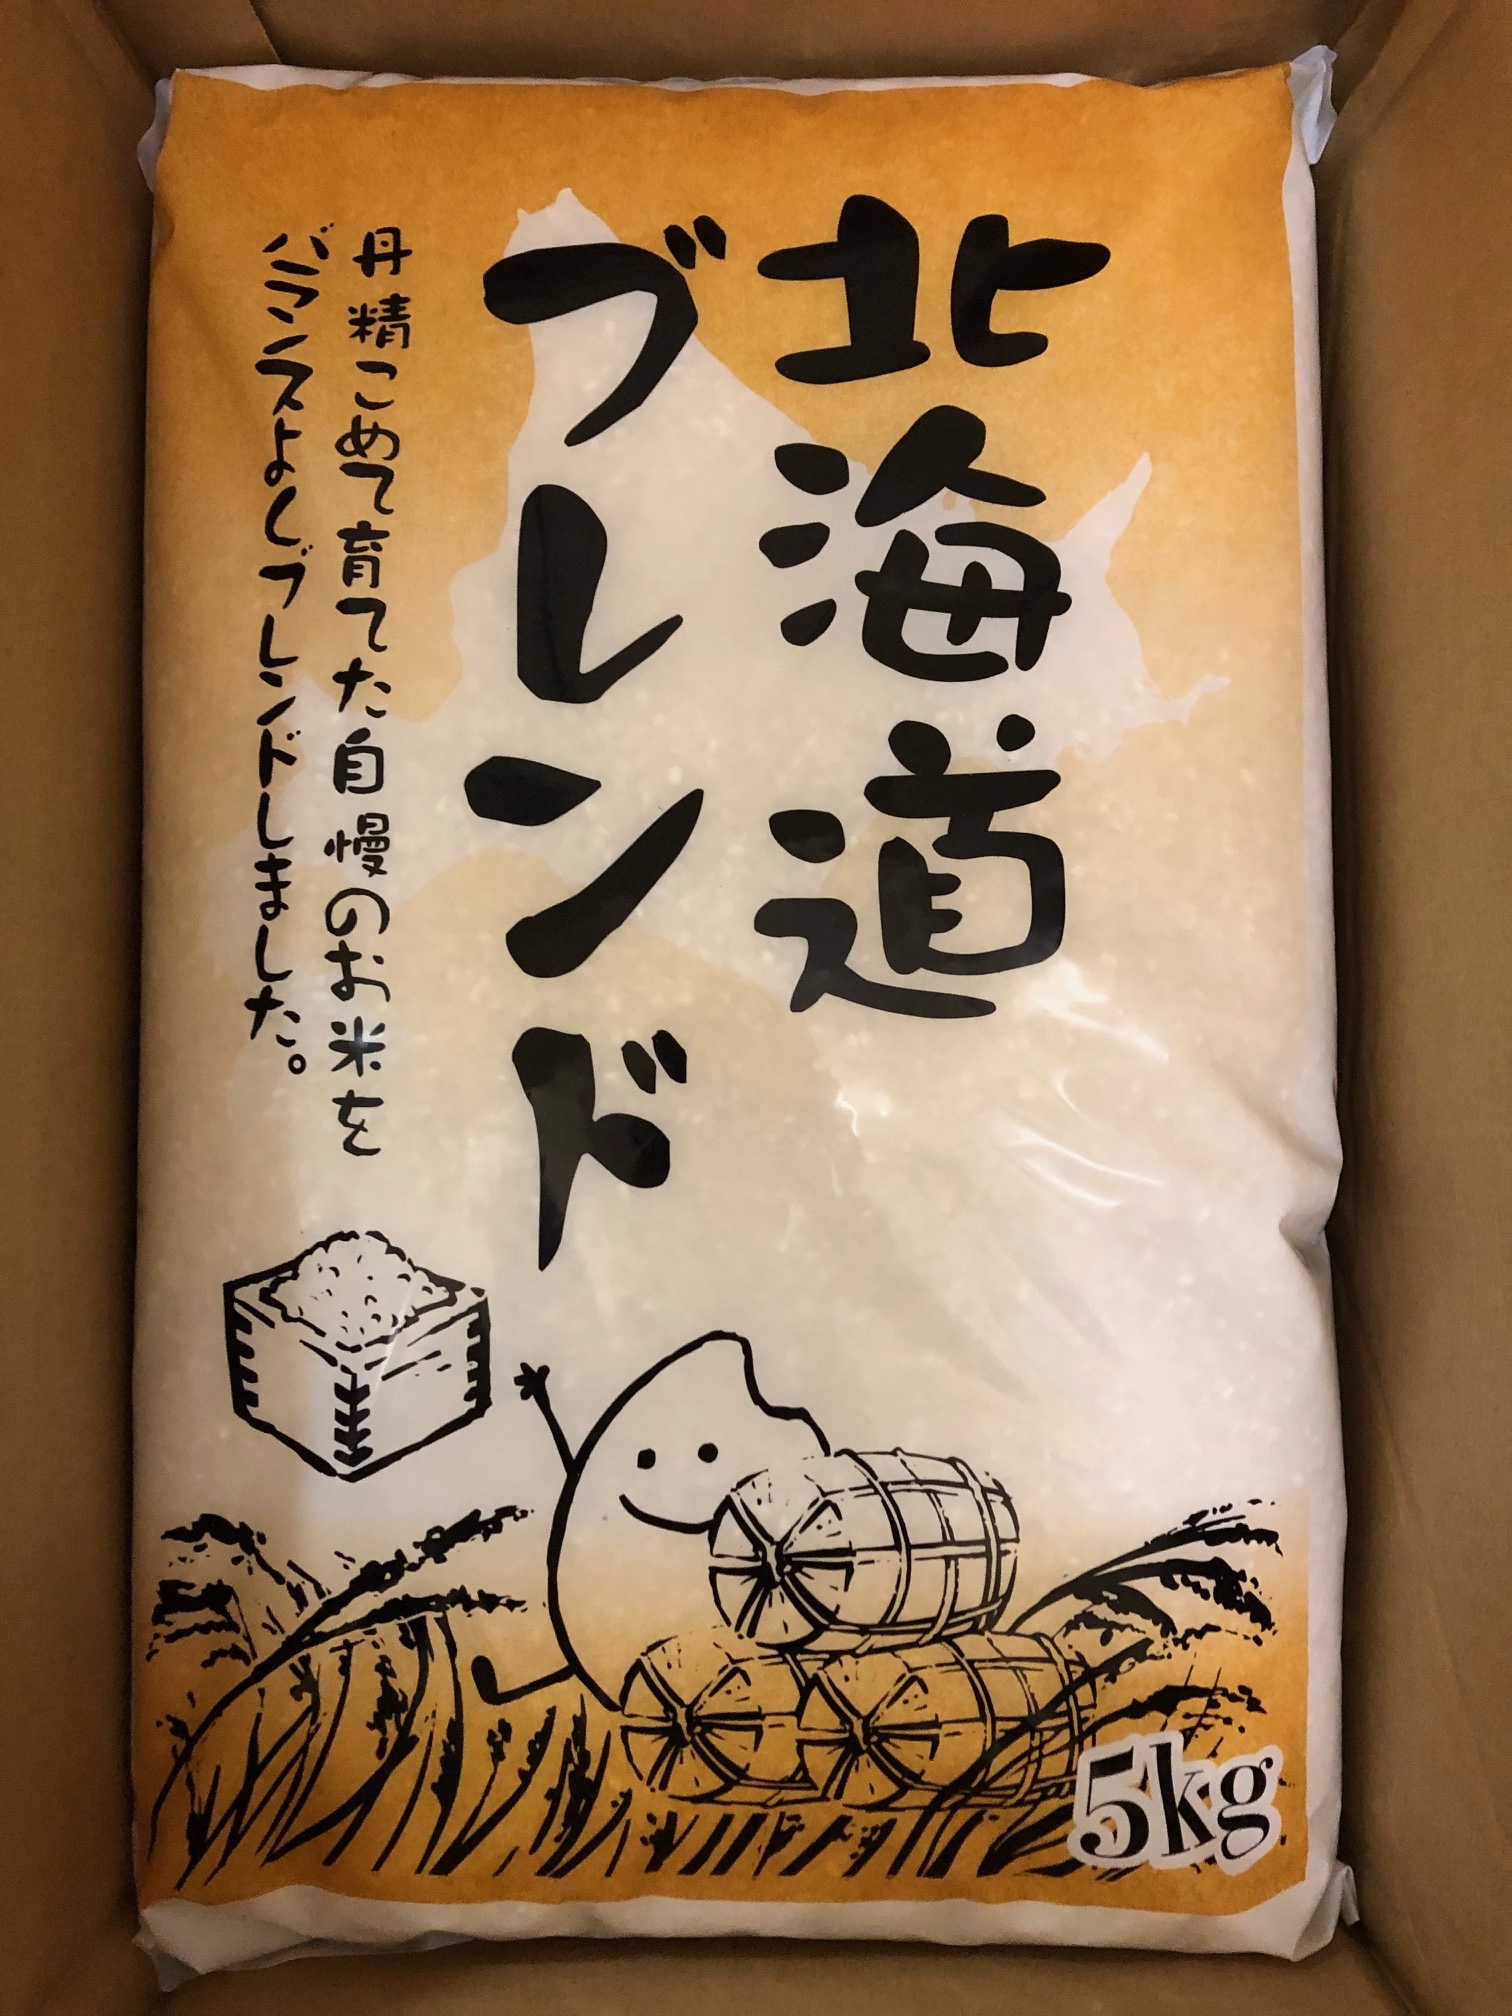 北海道
ブレンド
丹精こめて育てた自慢のお米を
バランスよくブレンドしました。
5kg